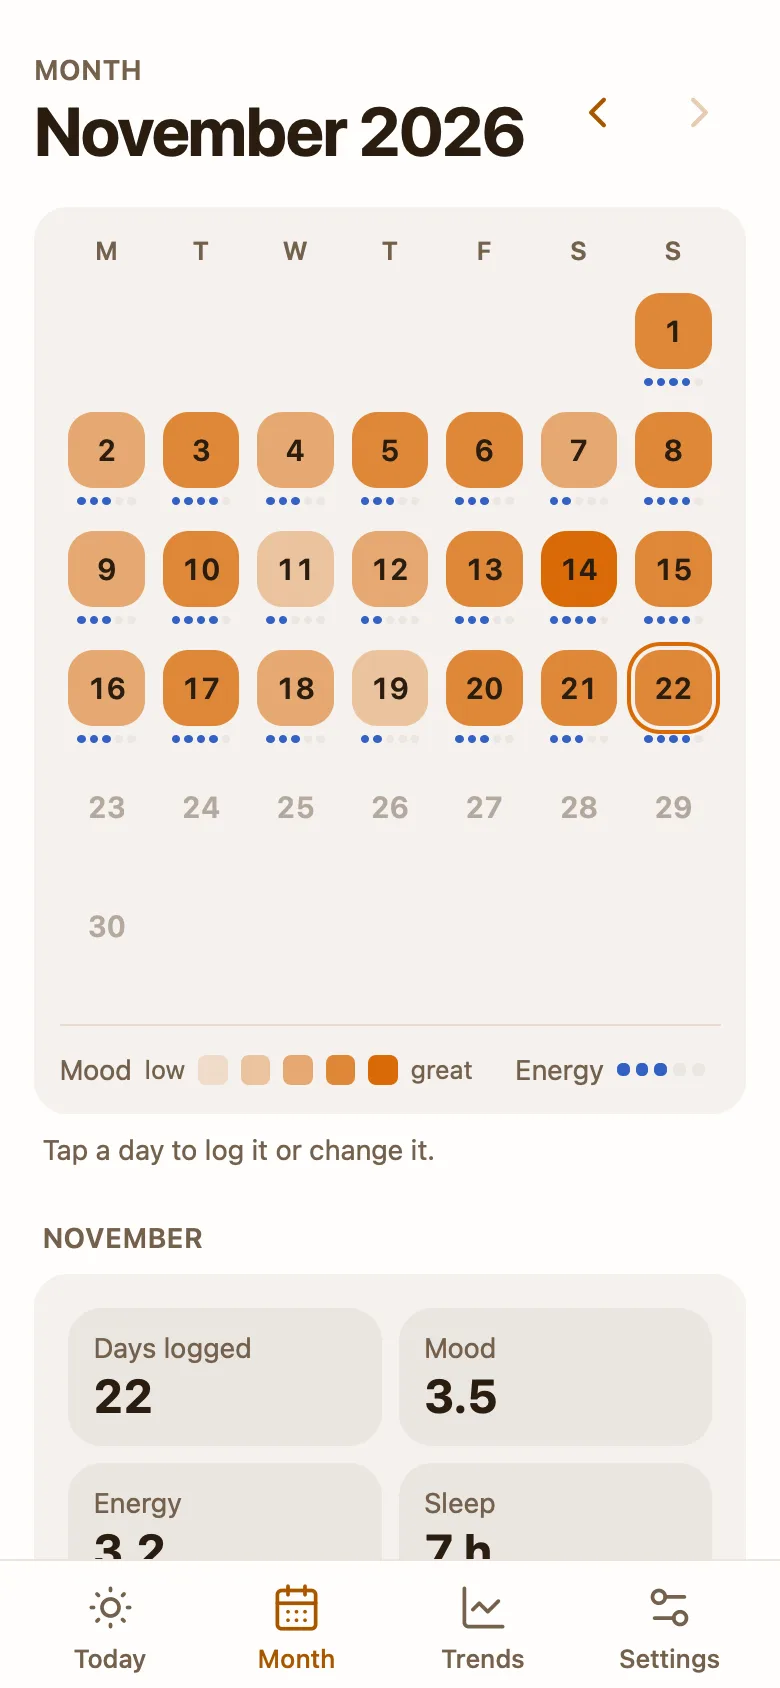 MONTH
November 2026
M T W T F S S
1
2 3 4 5 6 7 8
9 10 11 12 13 14 15
16 17 18 19 20 21 22
23 24 25 26 27 28 29
30
Mood low great Energy
Tap a day to log it or change it.
NOVEMBER
Days logged Mood
22 3.5
Energy Sleep
3.2 7 h
Today Month Trends Settings